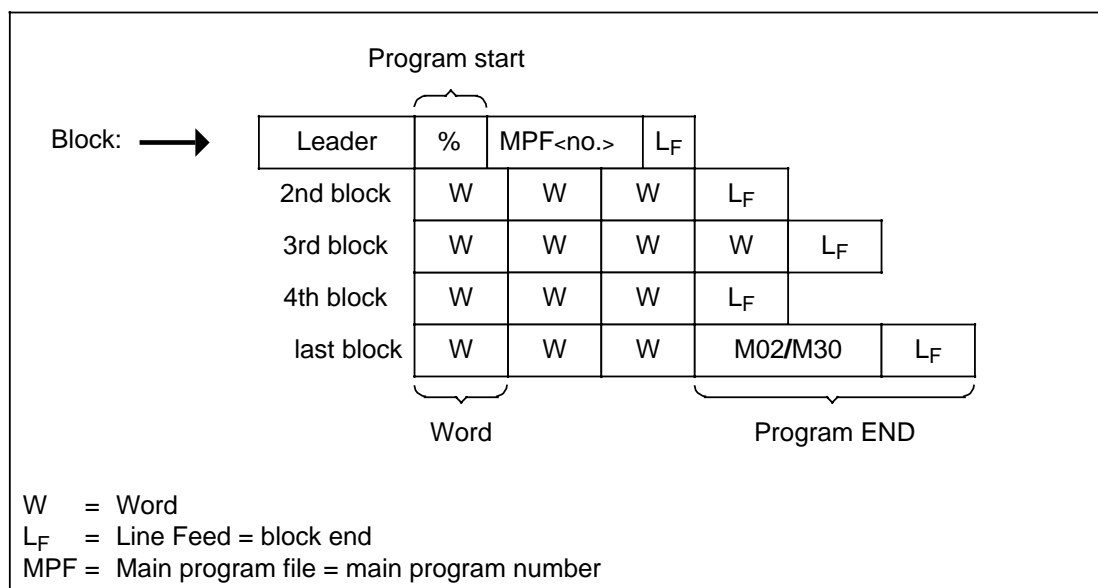 Program start
Block: Leader % MPF<no.> LF
2nd block W W W LF
3rd block W W W W LF
4th block W W W LF
last block W W W M02/M30 LF
Word Program END
W = Word
LF = Line Feed = block end
MPF = Main program file = main program number